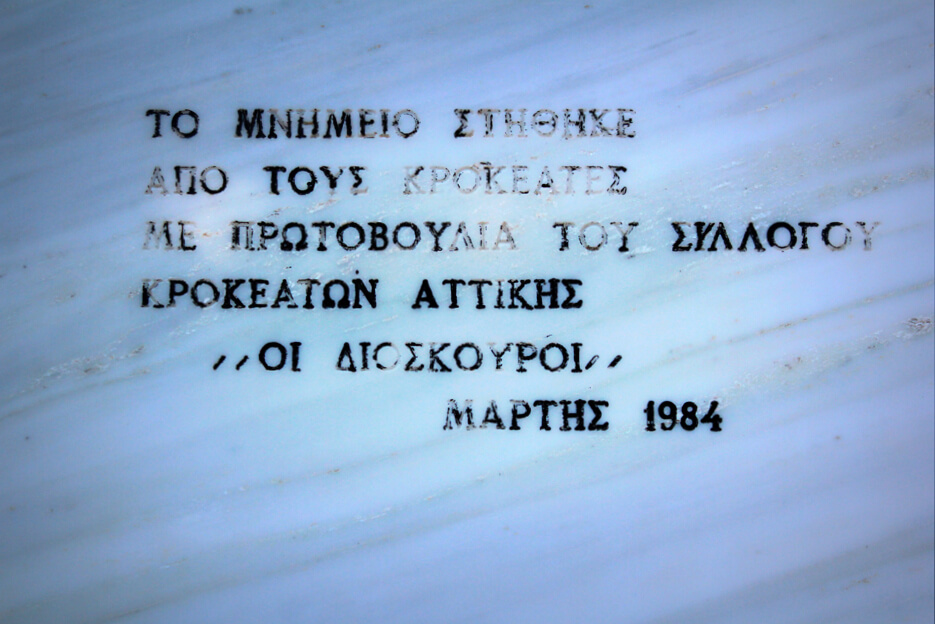 ΤΟ ΜΝΗΜΕΙΟ ΣΤΗΘΗΚΕ
ΑΠΟ ΤΟΥΣ ΚΡΟΚΕΑΤΕΣ
ΜΕ ΠΡΩΤΟΒΟΥΛΙΑ ΤΟΥ ΣΥΛΛΟΓΟΥ
ΚΡΟΚΕΑΤΩΝ ΑΤΤΙΚΗΣ
,,ΟΙ ΔΙΟΣΚΟΥΡΟΙ,,
ΜΑΡΤΗΣ 1984